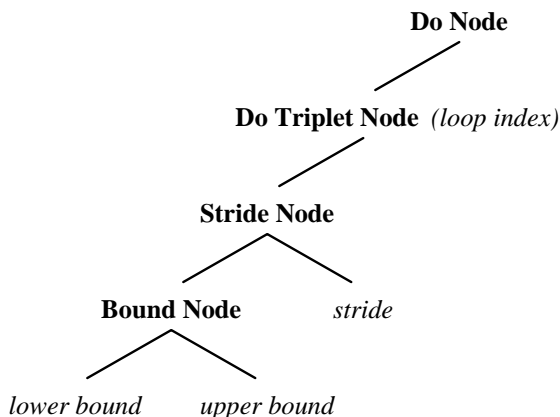 Do Node
Do Triplet Node (loop index)
Stride Node
Bound Node stride
lower bound upper bound